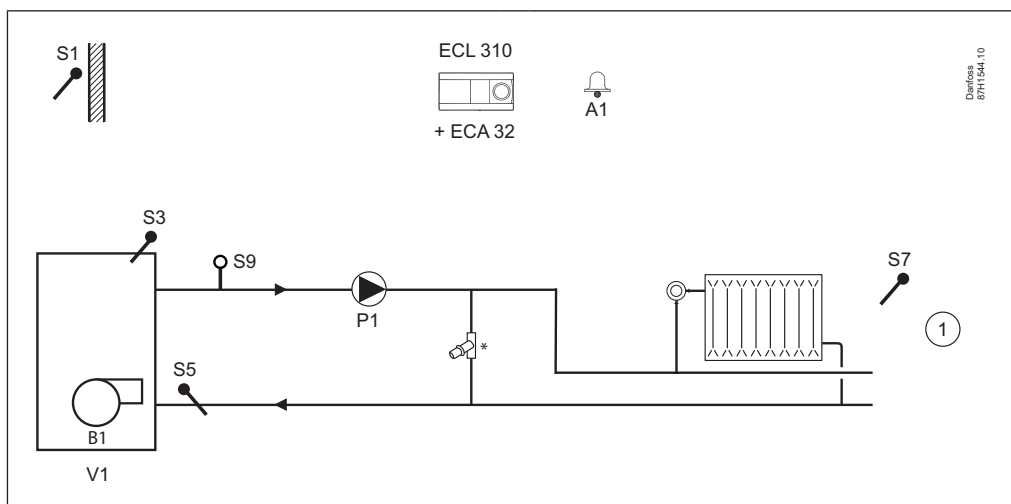 S1
ECL 310
+ ECA 32
A1
Danfoss
87H1544.10
S3
S9
P1
*
S7
1
S5
B1
V1